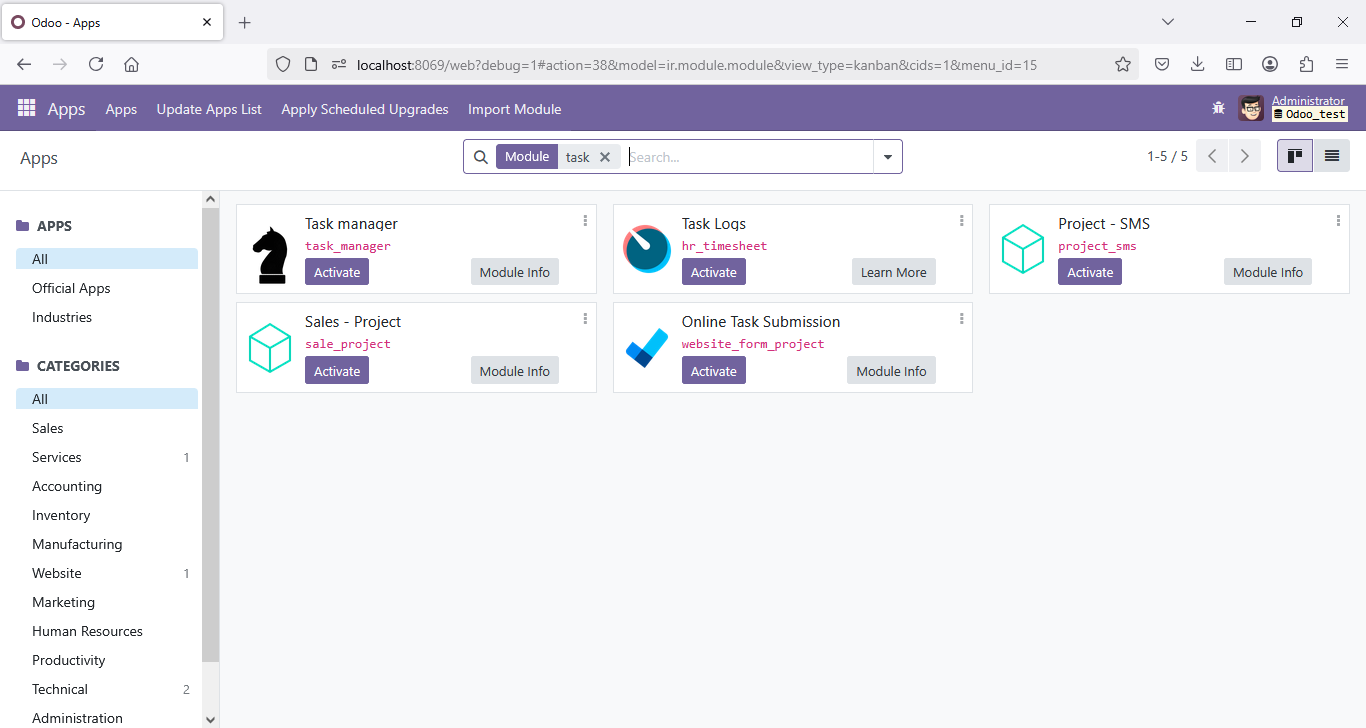 Odoo - Apps
localhost:8069/web?debug=1#action=38&model=ir.module.module&view_type=kanban&cids=1&menu_id=15
Apps Apps Update Apps List Apply Scheduled Upgrades Import Module
Administrator
Odoo_test
Apps
Module task Search...
1-5 / 5
APPS
All
Official Apps
Industries
CATEGORIES
All
Sales
Services 1
Accounting
Inventory
Manufacturing
Website 1
Marketing
Human Resources
Productivity
Technical 2
Administration
Task manager
task_manager
Activate Module Info
Task Logs
hr_timesheet
Activate Learn More
Project - SMS
project_sms
Activate Module Info
Sales - Project
sale_project
Activate Module Info
Online Task Submission
website_form_project
Activate Module Info